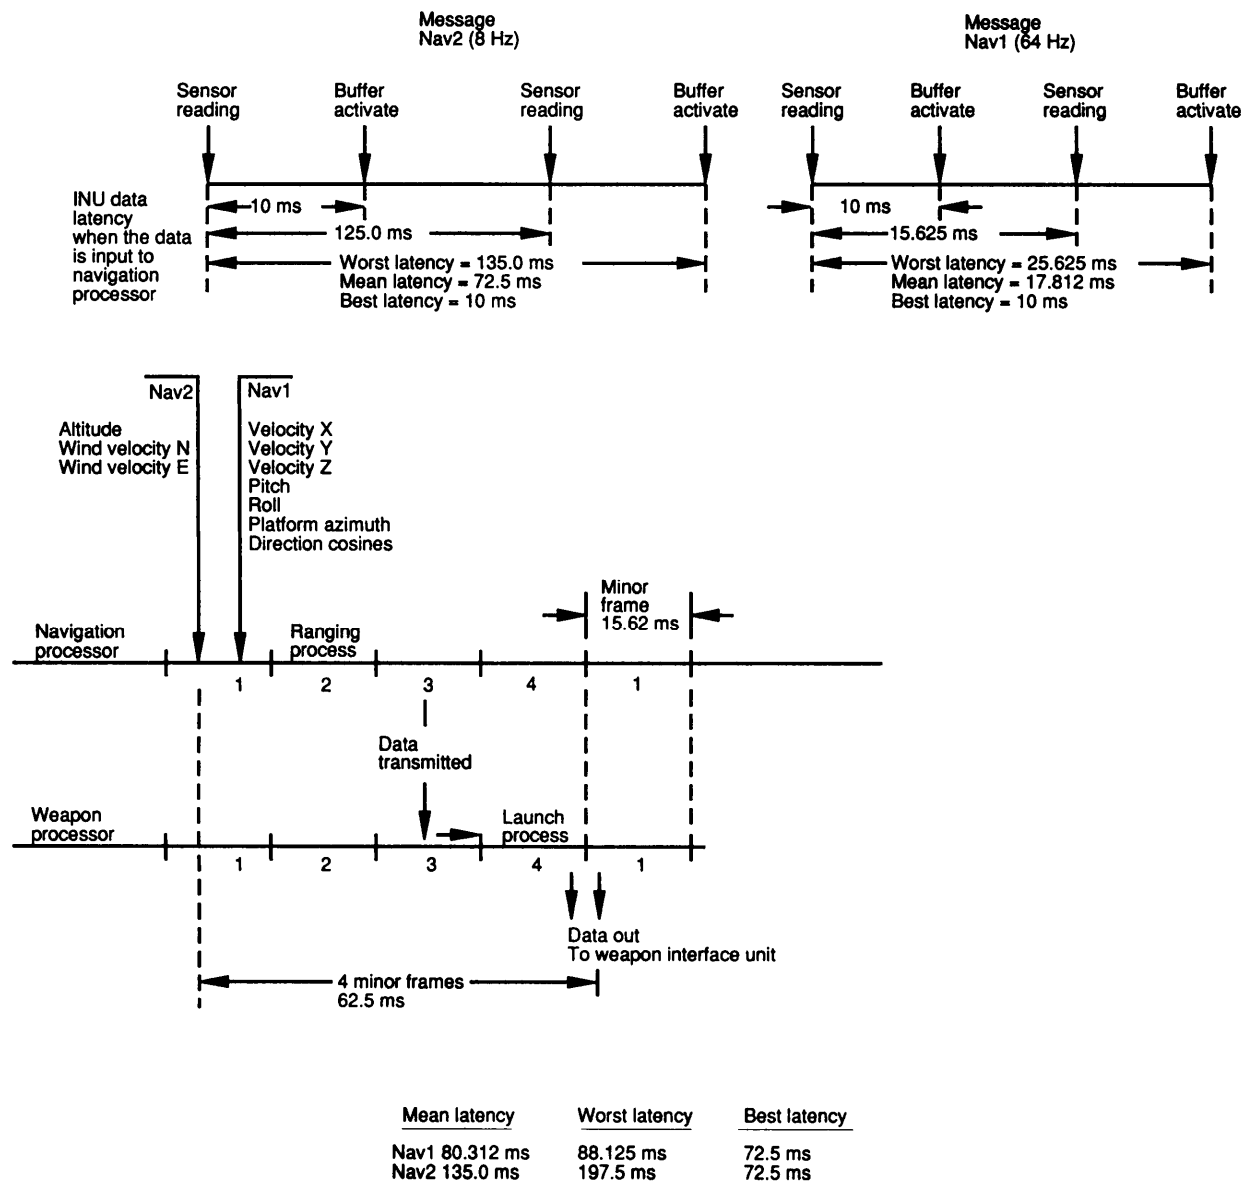 Message
Nav2 (8 Hz)
Message
Nav1 (64 Hz)
Sensor
reading
Buffer
activate
Sensor
reading
Buffer
activate
Sensor
reading
Buffer
activate
Sensor
reading
Buffer
activate
INU data
latency
when the data
is input to
navigation
processor
10 ms
125.0 ms
Worst latency = 135.0 ms
Mean latency = 72.5 ms
Best latency = 10 ms
10 ms
15.625 ms
Worst latency = 25.625 ms
Mean latency = 17.812 ms
Best latency = 10 ms
Nav2
Nav1
Altitude
Wind velocity N
Wind velocity E
Velocity X
Velocity Y
Velocity Z
Pitch
Roll
Platform azimuth
Direction cosines
Minor
frame
15.62 ms
Navigation
processor
Ranging
process
1 2 3 4 1
Data
transmitted
Weapon
processor
Launch
process
1 2 3 4 1
Data out
To weapon interface unit
4 minor frames
62.5 ms
Mean latency Worst latency Best latency
Nav1 80.312 ms 88.125 ms 72.5 ms
Nav2 135.0 ms 197.5 ms 72.5 ms